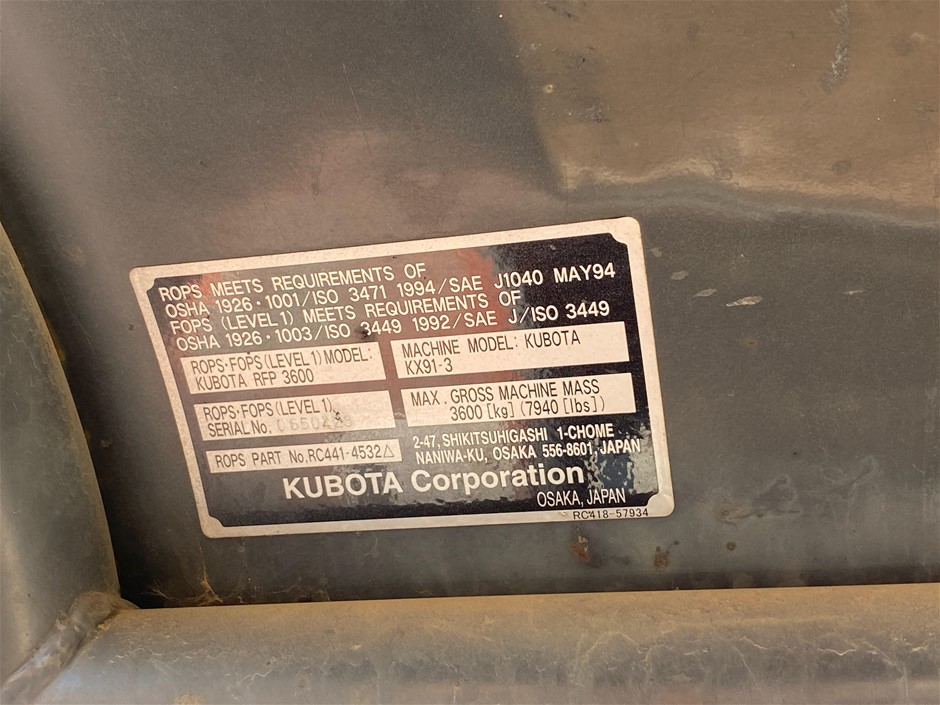 ROPS MEETS REQUIREMENTS OF
OSHA 1926・1001/ISO 3471 1994/SAE J1040 MAY94
FOPS (LEVEL 1) MEETS REQUIREMENTS OF
OSHA 1926・1003/ISO 3449 1992/SAE J/ISO 3449
ROPS・FOPS(LEVEL 1) MODEL:
KUBOTA RFP 3600
MACHINE MODEL: KUBOTA
KX91-3
ROPS・FOPS(LEVEL 1),
SERIAL No.
MAX. GROSS MACHINE MASS
3600[kg] (7940 [lbs])
ROPS PART No.RC441-4532△
2-47, SHIKITSUHIGASHI 1-CHOME
NANIWA-KU, OSAKA 556-8601, JAPAN
KUBOTA Corporation
OSAKA, JAPAN
RC418-57934